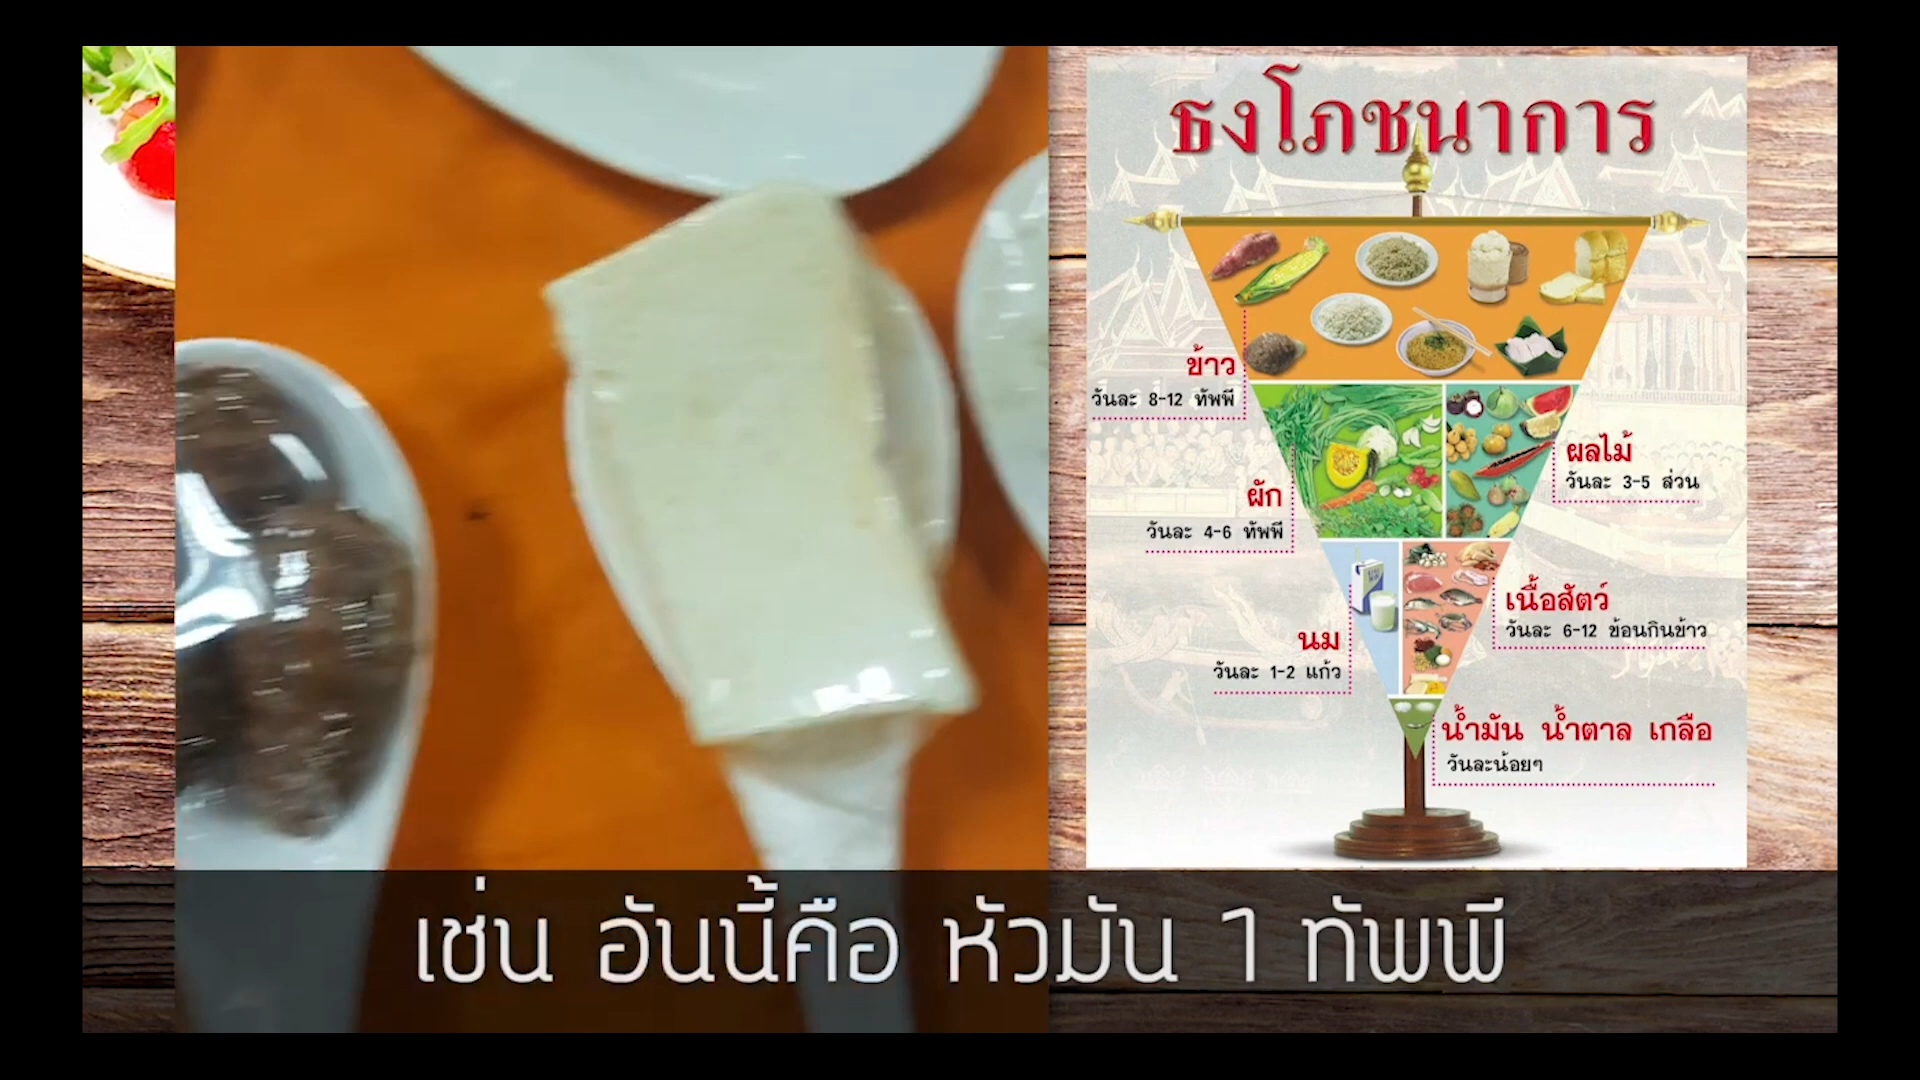 ธงโภชนาการ
ข้าว
วันละ 8-12 ทัพพี
ผัก
วันละ 4-6 ทัพพี
ผลไม้
วันละ 3-5 ส่วน
นม
วันละ 1-2 แก้ว
เนื้อสัตว์
วันละ 6-12 ข้อนกินข้าว
น้ำมัน น้ำตาล เกลือ
วันละน้อยๆ
เช่น อันนี้คือ หัวมัน 1 ทัพพี